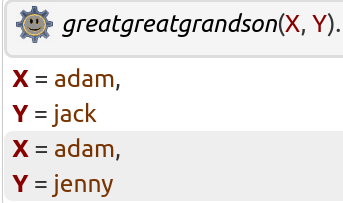 greatgreatgrandson(X, Y).
X = adam,
Y = jack
X = adam,
Y = jenny